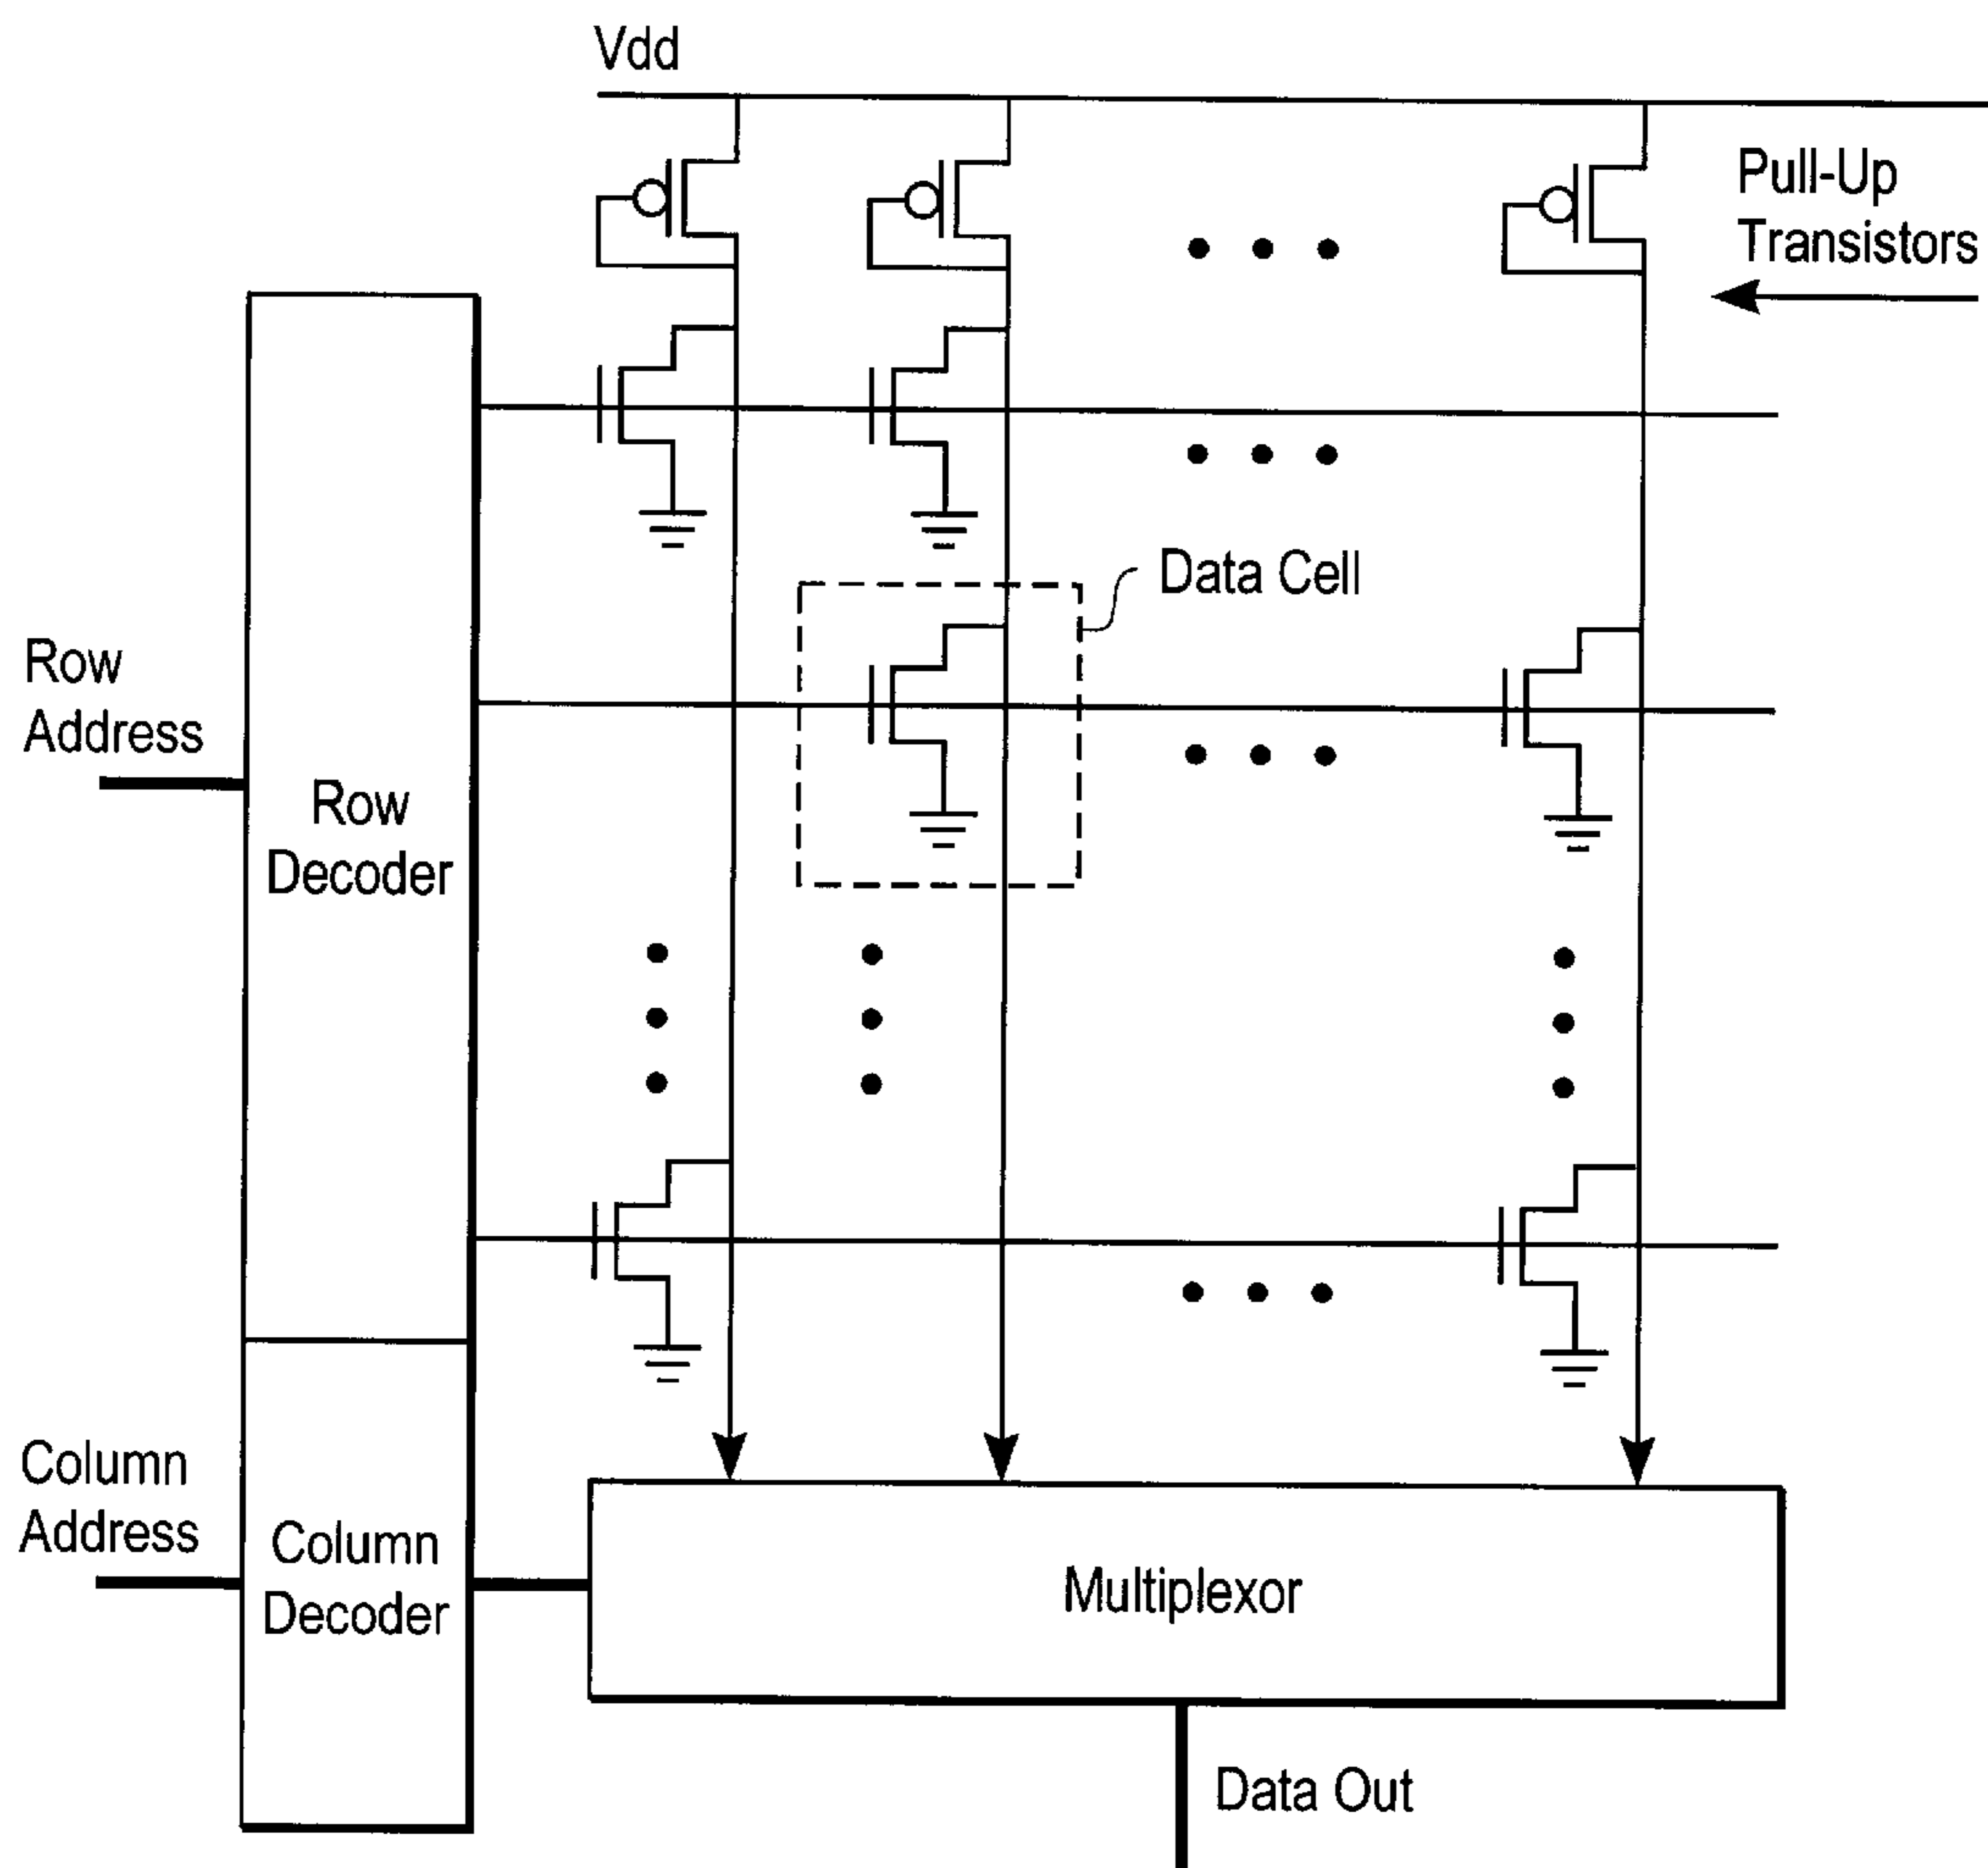 Vdd
Pull-Up
Transistors
Data Cell
Row
Address
Row
Decoder
Column
Address
Column
Decoder
Multiplexor
Data Out